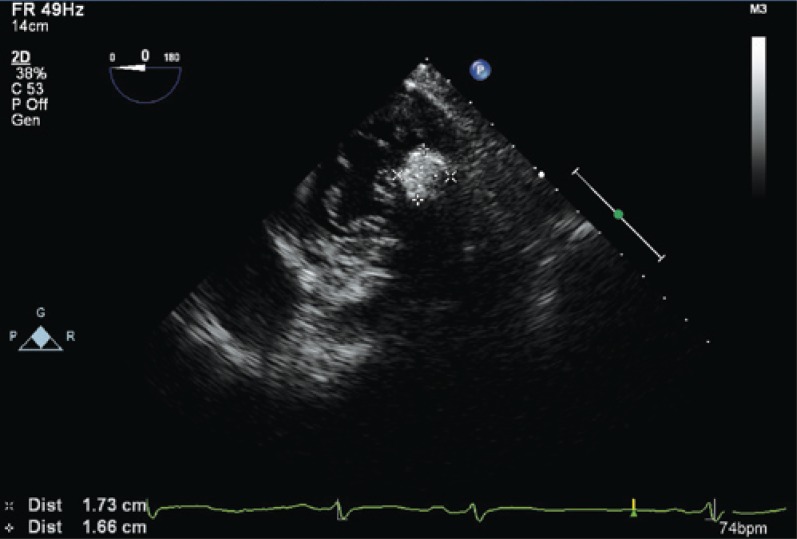 FR 49Hz
14cm
M3
2D
38%
C 53
P Off
Gen
0 0 180
P
G
P R
Dist 1.73 cm
Dist 1.66 cm
74bpm